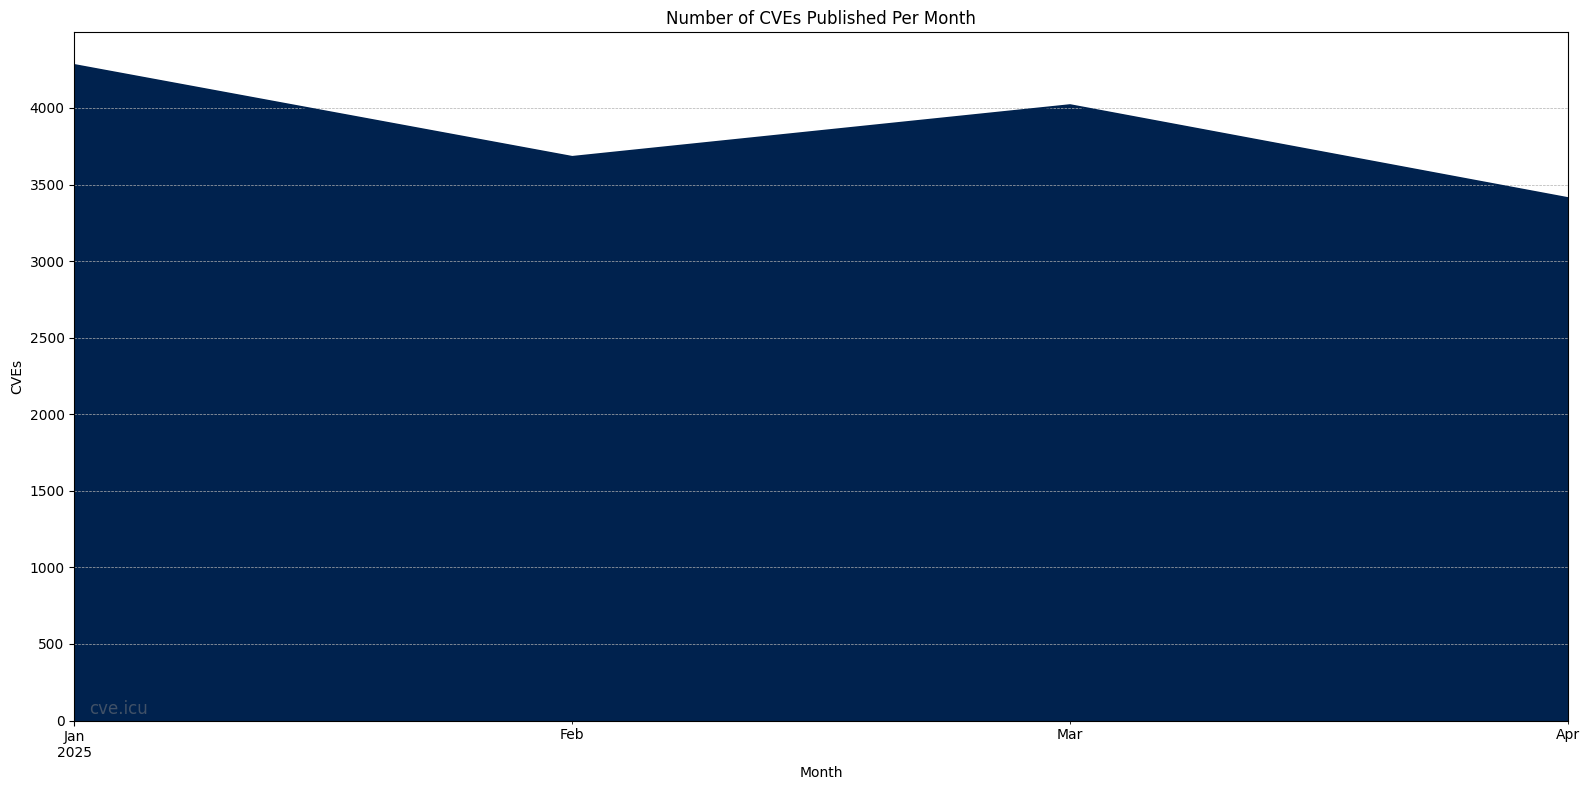 Number of CVEs Published Per Month
CVEs
4000
3500
3000
2500
2000
1500
1000
500
0
cve.icu
Jan
2025
Feb
Mar
Apr
Month